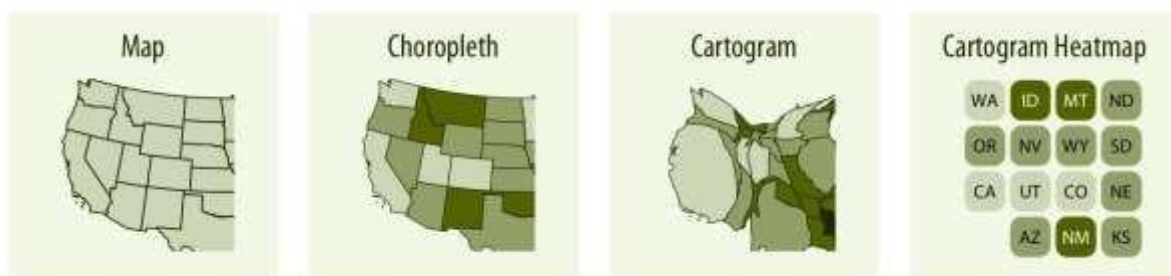 Map
Choropleth
Cartogram
Cartogram Heatmap
WA ID MT ND
OR NV WY SD
CA UT CO NE
AZ NM KS